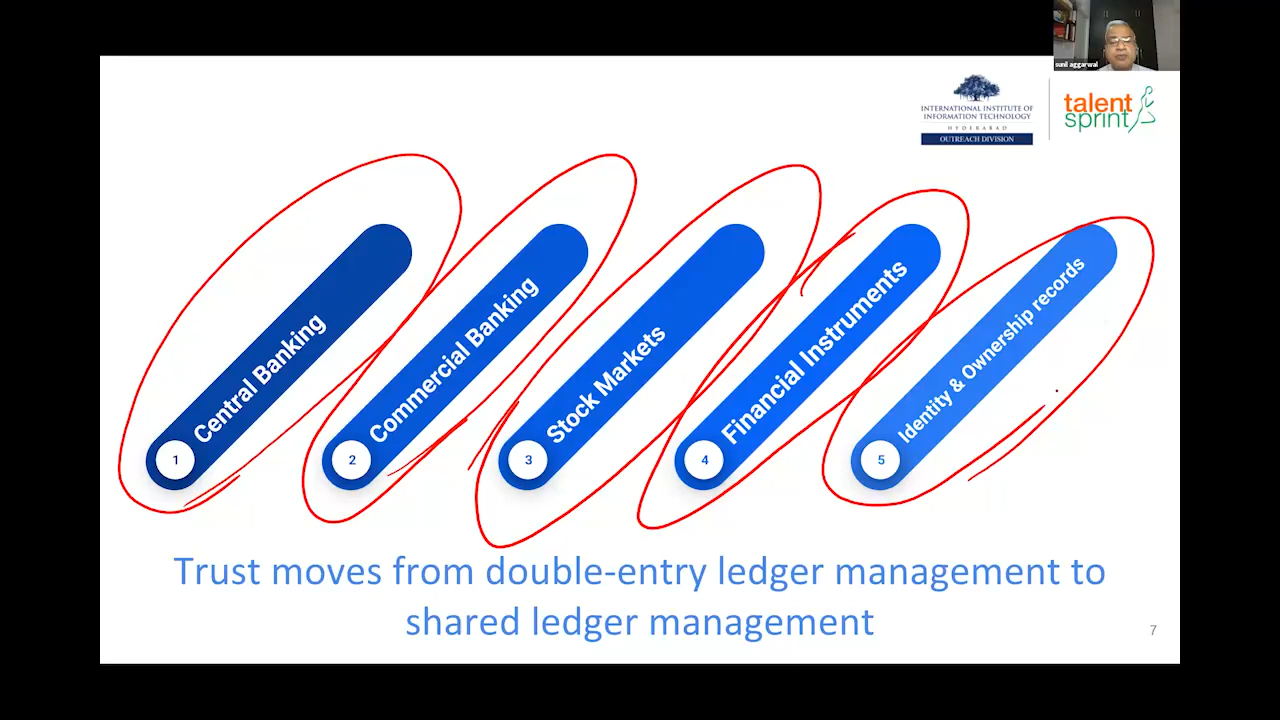 sunil aggarwal
INTERNATIONAL INSTITUTE OF
INFORMATION TECHNOLOGY
HYDERABAD
OUTREACH DIVISION
talent
sprint
1
Central Banking
2
Commercial Banking
3
Stock Markets
4
Financial Instruments
5
Identity & Ownership records
Trust moves from double-entry ledger management to
shared ledger management
7